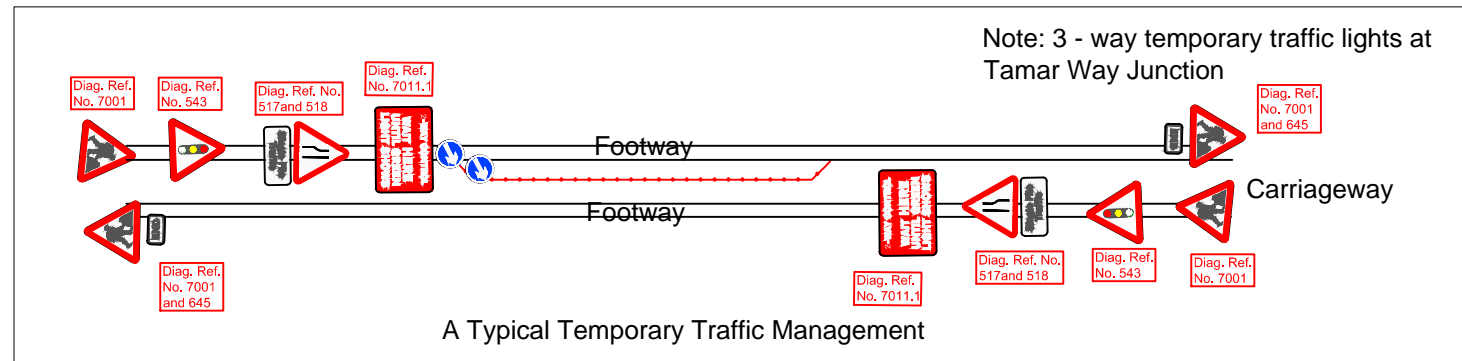 Note: 3 - way temporary traffic lights at
Tamar Way Junction
Diag. Ref.
No. 7001
Diag. Ref.
No. 543
Diag. Ref. No.
517and 518
Diag. Ref.
No. 7011.1
Diag. Ref.
No. 7001
and 645
Footway
Carriageway
Footway
Diag. Ref.
No. 7001
and 645
Diag. Ref.
No. 7011.1
Diag. Ref. No.
517and 518
Diag. Ref.
No. 543
Diag. Ref.
No. 7001
A Typical Temporary Traffic Management